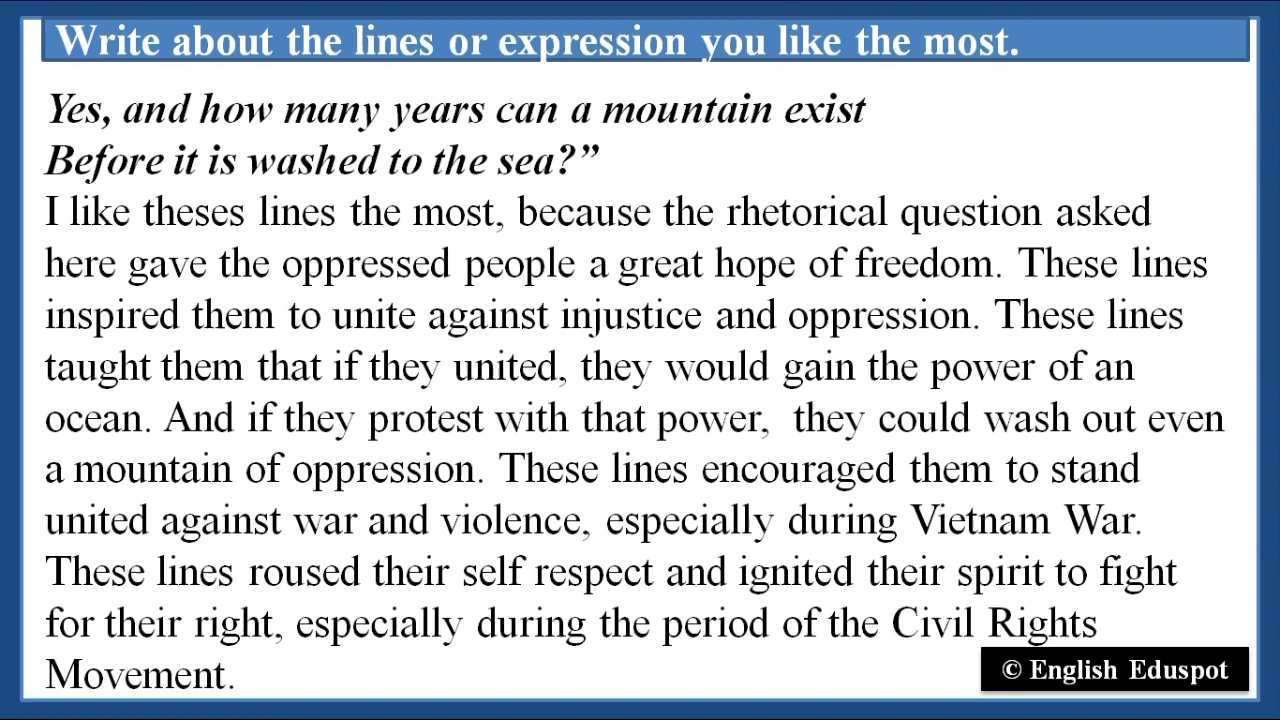 Write about the lines or expression you like the most.
Yes, and how many years can a mountain exist
Before it is washed to the sea?”
I like theses lines the most, because the rhetorical question asked
here gave the oppressed people a great hope of freedom. These lines
inspired them to unite against injustice and oppression. These lines
taught them that if they united, they would gain the power of an
ocean. And if they protest with that power,  they could wash out even
a mountain of oppression. These lines encouraged them to stand
united against war and violence, especially during Vietnam War.
These lines roused their self respect and ignited their spirit to fight
for their right, especially during the period of the Civil Rights
Movement.
© English Eduspot